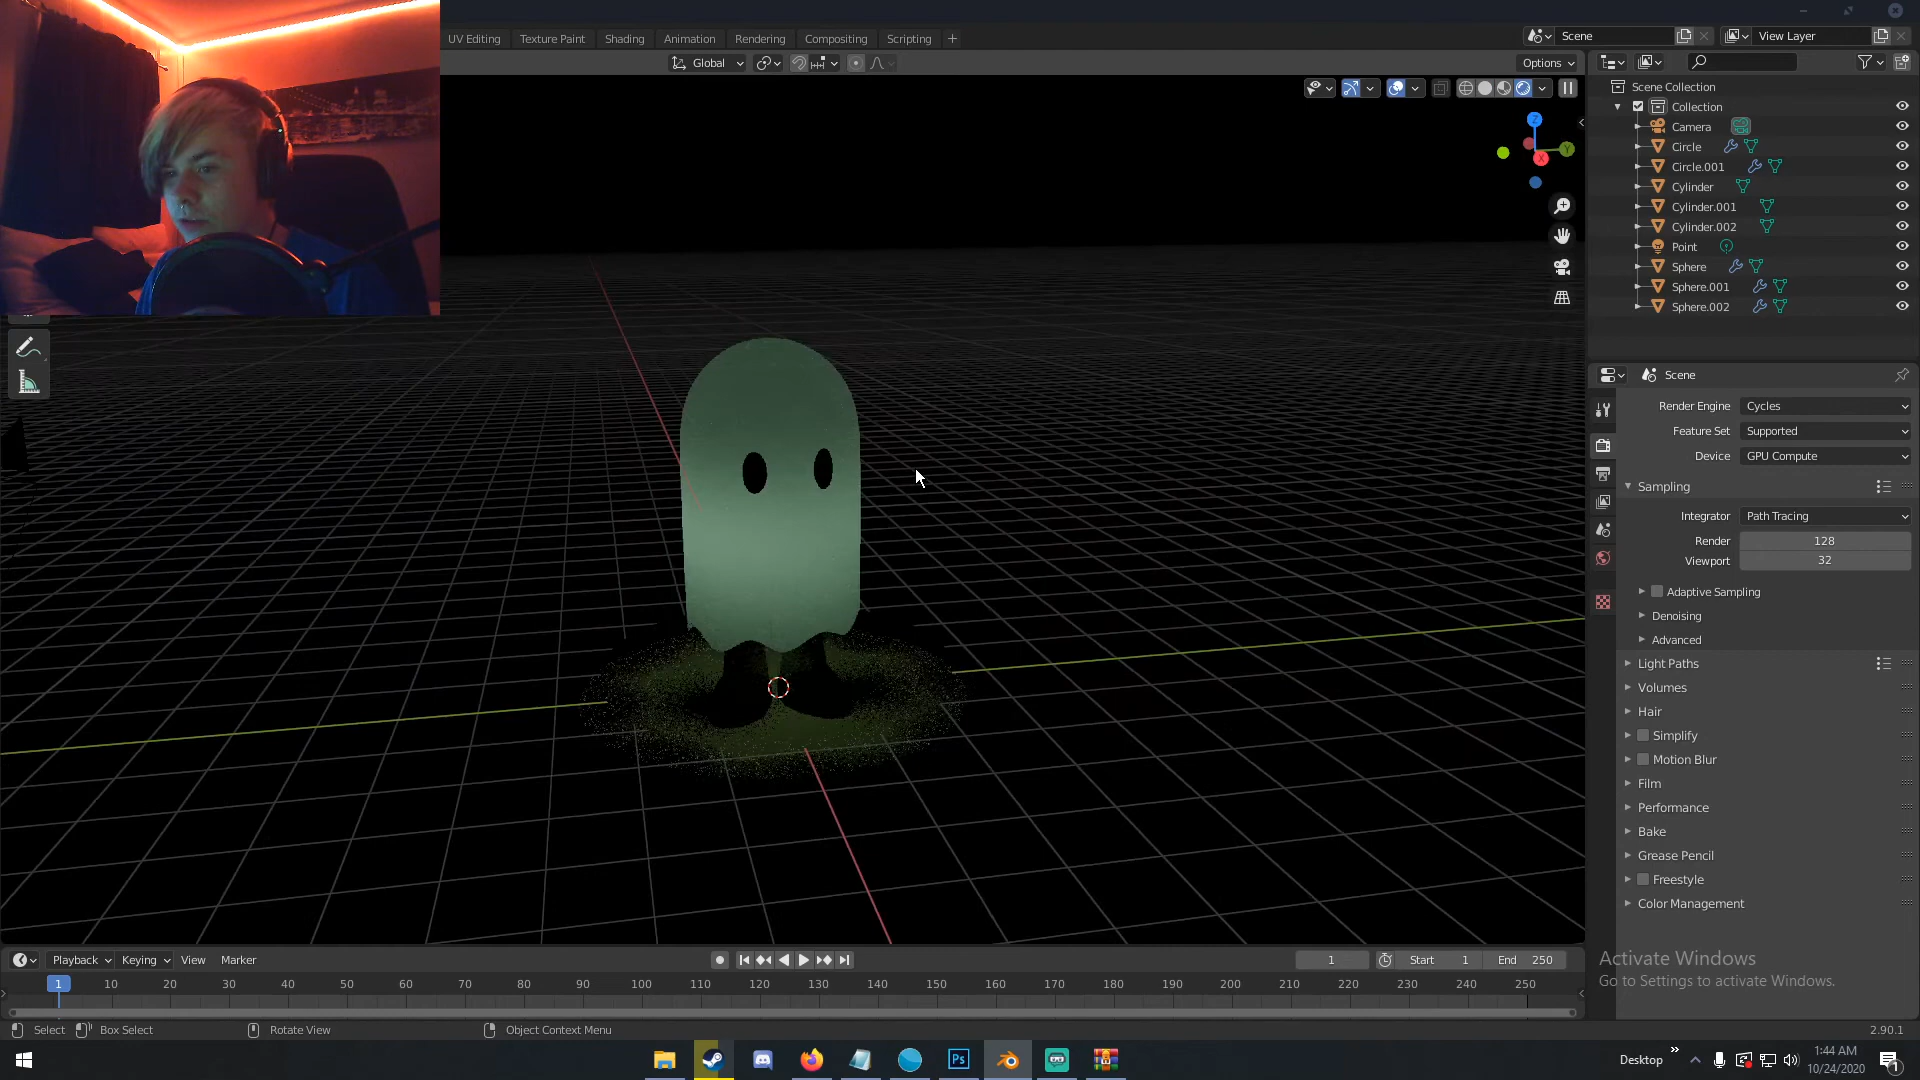 UV Editing Texture Paint Shading Animation Rendering Compositing Scripting +
Scene
View Layer
Global
Options
Scene Collection
Collection
Camera
Circle
Circle.001
Cylinder
Cylinder.001
Cylinder.002
Point
Sphere
Sphere.001
Sphere.002
Z
Y
X
Scene
Render Engine Cycles
Feature Set Supported
Device GPU Compute
Sampling
Integrator Path Tracing
Render 128
Viewport 32
Adaptive Sampling
Denoising
Advanced
Light Paths
Volumes
Hair
Simplify
Motion Blur
Film
Performance
Bake
Grease Pencil
Freestyle
Color Management
Activate Windows
Go to Settings to activate Windows.
Playback Keying View Marker
1 Start 1 End 250
1 10 20 30 40 50 60 70 80 90 100 110 120 130 140 150 160 170 180 190 200 210 220 230 240 250
Select Box Select Rotate View Object Context Menu 2.90.1
Ps
Desktop
1:44 AM
10/24/2020
1